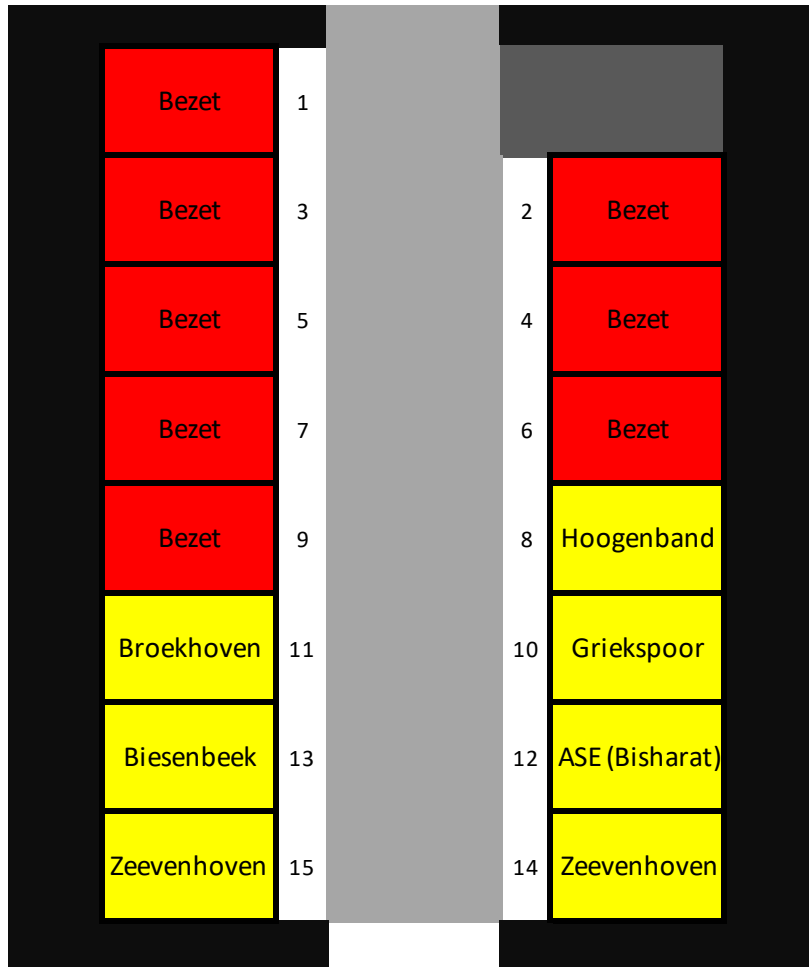 Bezet 1
Bezet 3 2 Bezet
Bezet 5 4 Bezet
Bezet 7 6 Bezet
Bezet 9 8 Hoogenband
Broekhoven 11 10 Griekspoor
Biesenbeek 13 12 ASE (Bisharat)
Zeevenhoven 15 14 Zeevenhoven